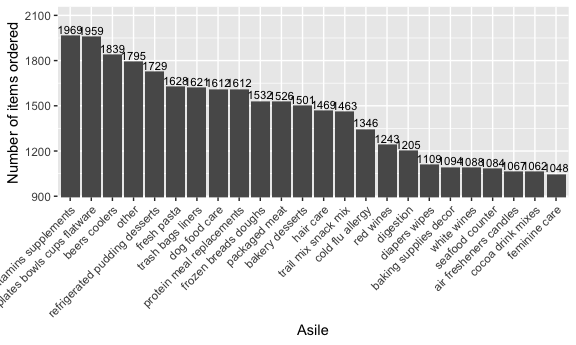 Number of items ordered
2100
1800
1500
1200
900
1969
1959
1839
1795
1729
1628
1621
1612
1612
1532
1526
1501
1469
1463
1346
1243
1205
1109
1094
1088
1084
1067
1062
1048
supplements
plates bowls cups flatware
beers coolers
other
refrigerated pudding desserts
fresh pasta
trash bags liners
dog food care
protein meal replacements
frozen breads doughs
packaged meat
bakery desserts
hair care
trail mix snack mix
cold flu allergy
red wines
digestion
diapers wipes
baking supplies decor
white wines
seafood counter
air fresheners candles
cocoa drink mixes
feminine care
Asile